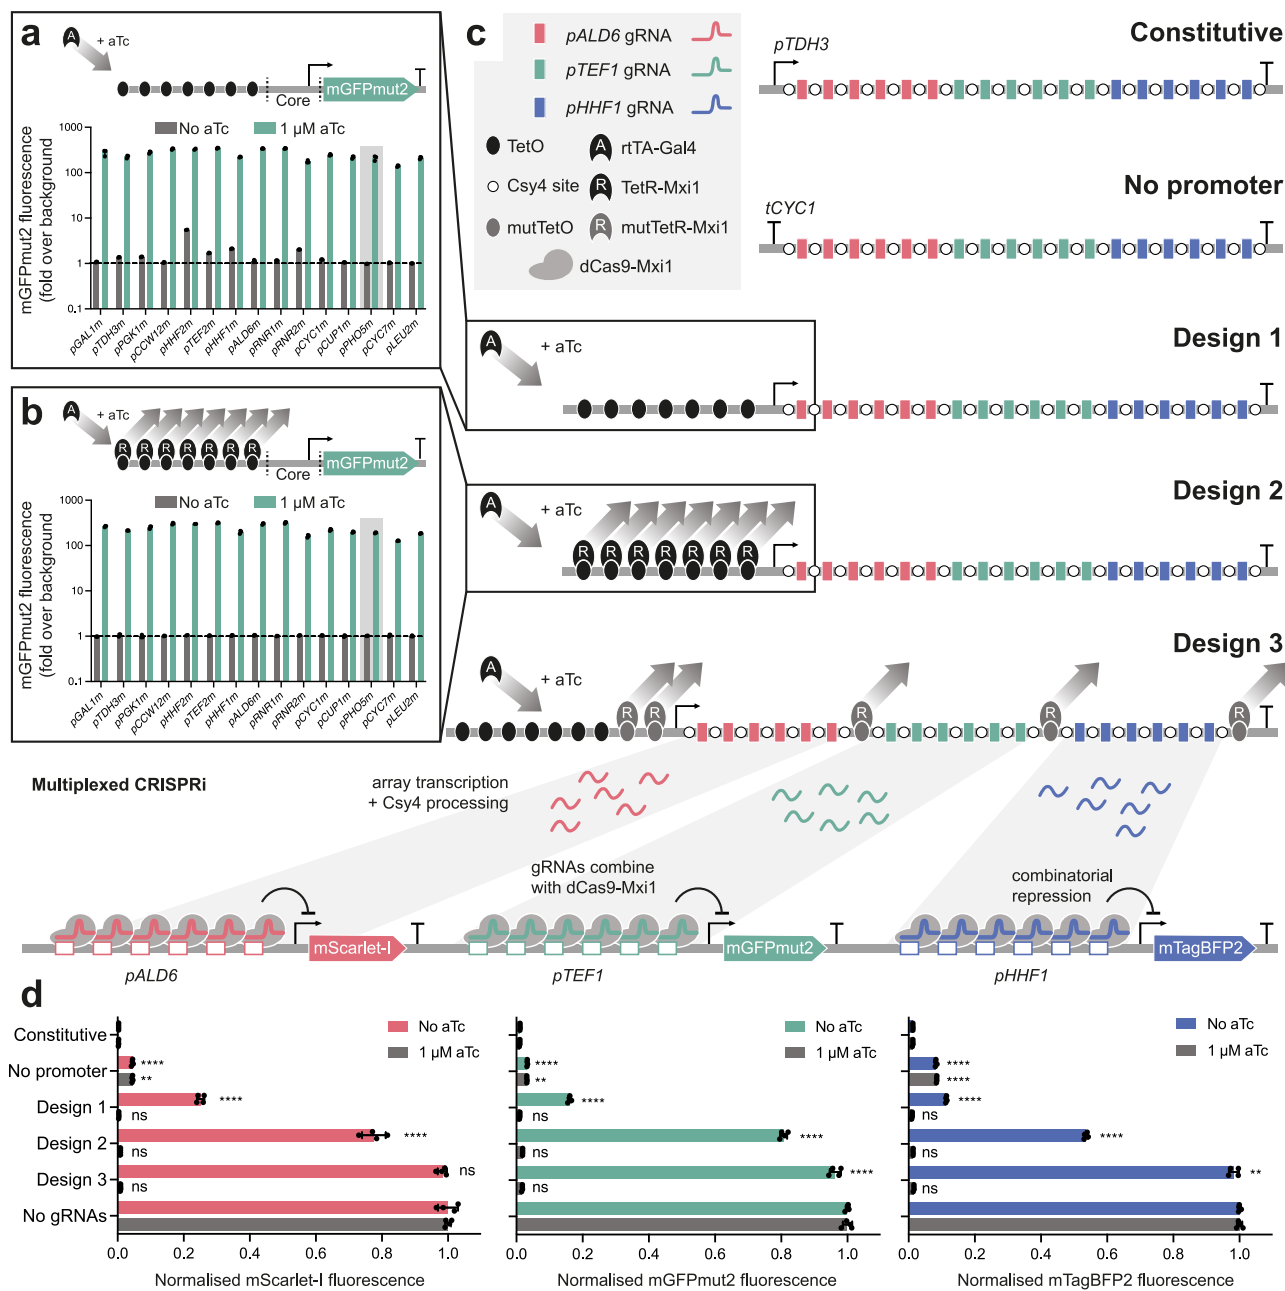 a
A
+ aTc
Core
mGFPmut2
No aTc
1 µM aTc
mGFPmut2 fluorescence
(fold over background)
1000
100
10
1
0.1
pGAL1m
pTDH3m
pPGK1m
pCCW12m
pHHF2m
pTEF2m
pHHF1m
pALD6m
pRNR1m
pRNR2m
pCYC1m
pCUP1m
pPHO5m
pCYC7m
pLEU2m
b
A
+ aTc
R R R R R R R
Core
mGFPmut2
No aTc
1 µM aTc
mGFPmut2 fluorescence
(fold over background)
1000
100
10
1
0.1
pGAL1m
pTDH3m
pPGK1m
pCCW12m
pHHF2m
pTEF2m
pHHF1m
pALD6m
pRNR1m
pRNR2m
pCYC1m
pCUP1m
pPHO5m
pCYC7m
pLEU2m
c
pALD6 gRNA
pTEF1 gRNA
pHHF1 gRNA
TetO
A
rtTA-Gal4
Csy4 site
R
TetR-Mxi1
mutTetO
R
mutTetR-Mxi1
dCas9-Mxi1
Constitutive
pTDH3
No promoter
tCYC1
Design 1
A
+ aTc
Design 2
A
+ aTc
R R R R R R R
Design 3
A
+ aTc
R R R R R
Multiplexed CRISPRi
array transcription
+ Csy4 processing
gRNAs combine
with dCas9-Mxi1
combinatorial
repression
mScarlet-I
mGFPmut2
mTagBFP2
pALD6
pTEF1
pHHF1
d
Constitutive
No promoter
Design 1
Design 2
Design 3
No gRNAs
No aTc
1 µM aTc
****
**
****
ns
****
ns
ns
ns
0.0 0.2 0.4 0.6 0.8 1.0
Normalised mScarlet-I fluorescence
No aTc
1 µM aTc
****
**
****
ns
****
ns
****
ns
0.0 0.2 0.4 0.6 0.8 1.0
Normalised mGFPmut2 fluorescence
No aTc
1 µM aTc
****
****
****
ns
****
ns
**
ns
0.0 0.2 0.4 0.6 0.8 1.0
Normalised mTagBFP2 fluorescence